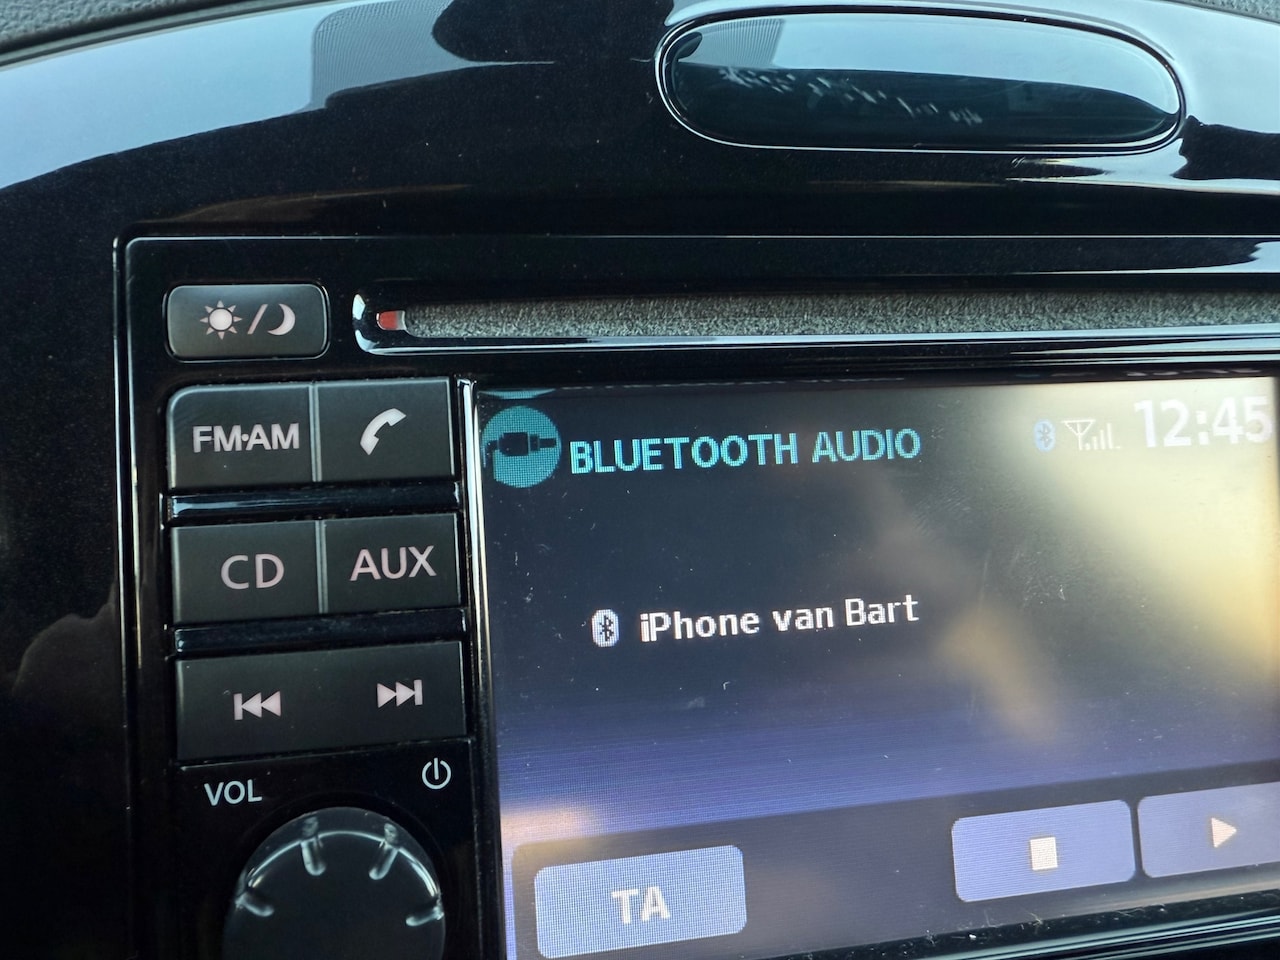 FM·AM
CD
AUX
VOL
BLUETOOTH AUDIO
12:45
iPhone van Bart
TA